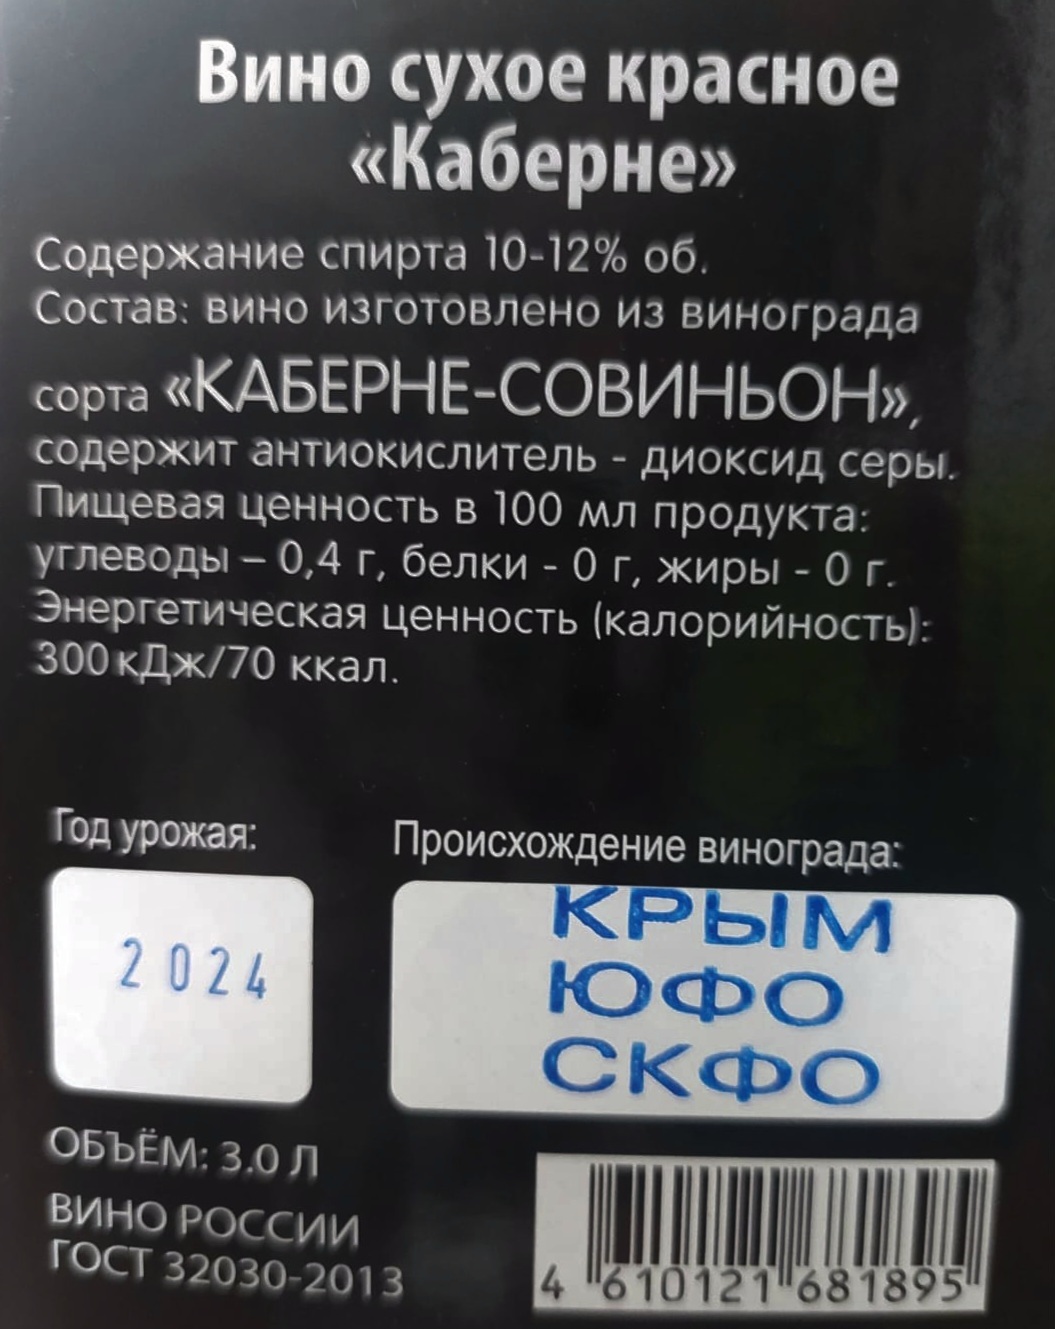 Вино сухое красное
«Каберне»
Содержание спирта 10-12% об.
Состав: вино изготовлено из винограда
сорта «КАБЕРНЕ-СОВИНЬОН»,
содержит антиокислитель - диоксид серы.
Пищевая ценность в 100 мл продукта:
углеводы – 0,4 г, белки - 0 г, жиры - 0 г.
Энергетическая ценность (калорийность):
300 кДж/70 ккал.
Год урожая:
2024
Происхождение винограда:
КРЫМ
ЮФО
СКФО
ОБЪЁМ: 3.0 Л
ВИНО РОССИИ
ГОСТ 32030-2013
4 610121 681895